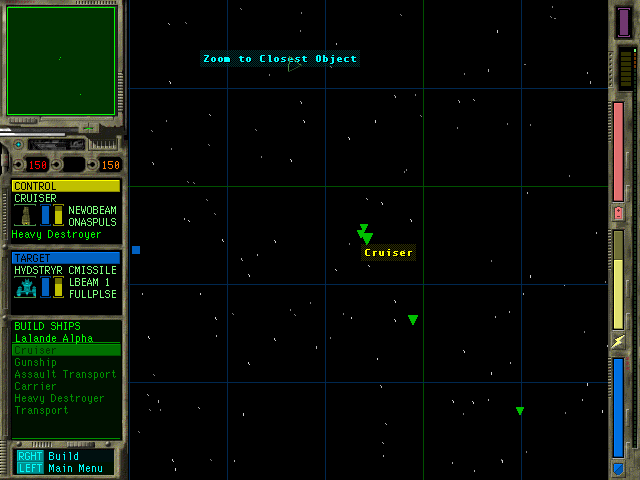 Zoom to Closest Object
150
150
CONTROL
CRUISER
NEWOBEAM
ONASPULS
Heavy Destroyer
Cruiser
TARGET
HVDSTRYR CMISSILE
LBEAM 1
FULLPLSE
BUILD SHIPS
Lalande Alpha
Cruiser
Gunship
Assault Transport
Carrier
Heavy Destroyer
Transport
RGHT Build
LEFT Main Menu